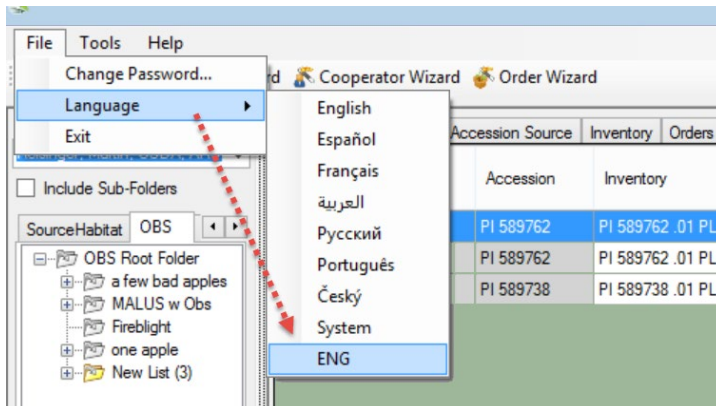 File Tools Help
Change Password...
Language
Exit
rd Cooperator Wizard Order Wizard
English
Español
Français
العربية
Русский
Português
Český
System
ENG
Include Sub-Folders
SourceHabitat OBS
OBS Root Folder
a few bad apples
MALUS w Obs
Fireblight
one apple
New List (3)
Accession Source Inventory Orders
Accession Inventory
PI 589762 PI 589762 .01 PL
PI 589762 PI 589762 .01 PL
PI 589738 PI 589738 .01 PL